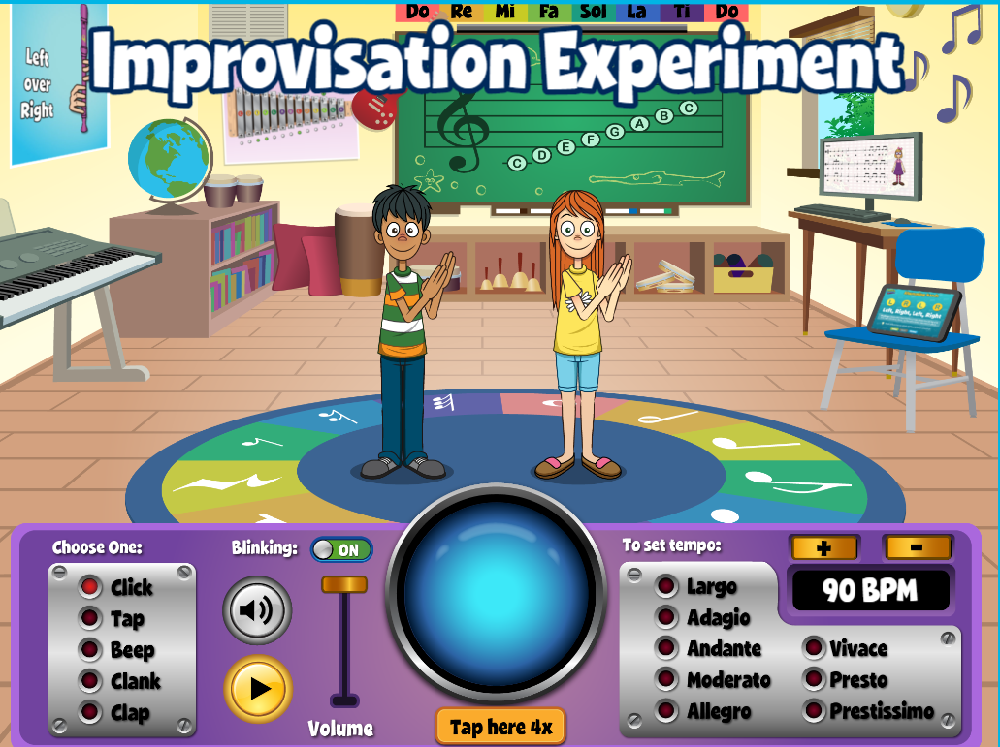 Do Re Mi Fa Sol La Ti Do
Improvisation Experiment
Left
over
Right
C D E F G A B C
Left, Right, Left, Right
Choose One:
Click
Tap
Beep
Clank
Clap
Blinking:
ON
Volume
Tap here 4x
To set tempo:
+ -
90 BPM
Largo
Adagio
Andante
Moderato
Allegro
Vivace
Presto
Prestissimo